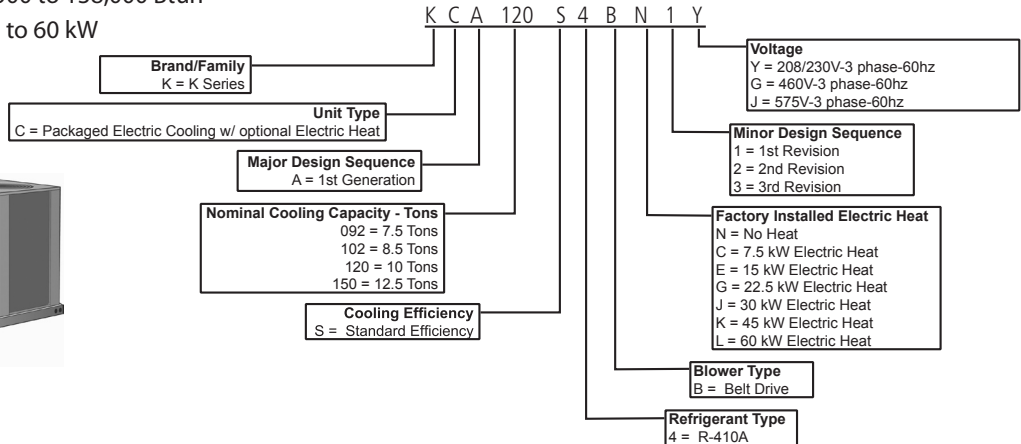 to 60 kW
K C A 120 S 4 B N 1 Y
Brand/Family
K = K Series
Unit Type
C = Packaged Electric Cooling w/ optional Electric Heat
Major Design Sequence
A = 1st Generation
Nominal Cooling Capacity - Tons
092 = 7.5 Tons
102 = 8.5 Tons
120 = 10 Tons
150 = 12.5 Tons
Cooling Efficiency
S = Standard Efficiency
Voltage
Y = 208/230V-3 phase-60hz
G = 460V-3 phase-60hz
J = 575V-3 phase-60hz
Minor Design Sequence
1 = 1st Revision
2 = 2nd Revision
3 = 3rd Revision
Factory Installed Electric Heat
N = No Heat
C = 7.5 kW Electric Heat
E = 15 kW Electric Heat
G = 22.5 kW Electric Heat
J = 30 kW Electric Heat
K = 45 kW Electric Heat
L = 60 kW Electric Heat
Blower Type
B = Belt Drive
Refrigerant Type
4 = R-410A